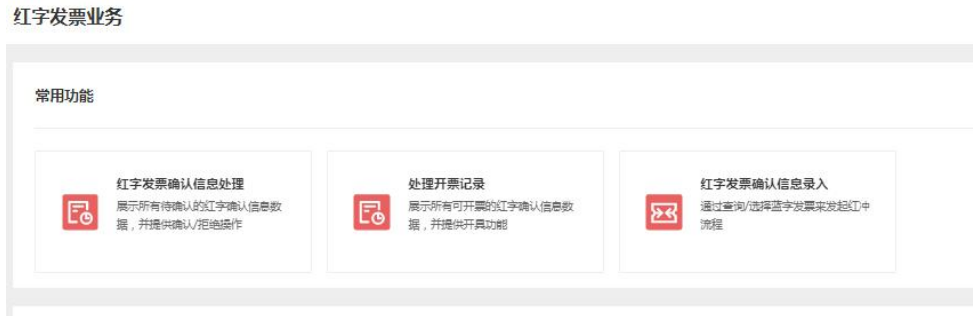 红字发票业务
常用功能
红字发票确认信息处理
展示所有待确认的红字确认信息数
据，并提供确认/拒绝操作
处理开票记录
展示所有可开票的红字确认信息数
据，并提供开具功能
红字发票确认信息录入
通过查询/选择蓝字发票来发起红冲
流程